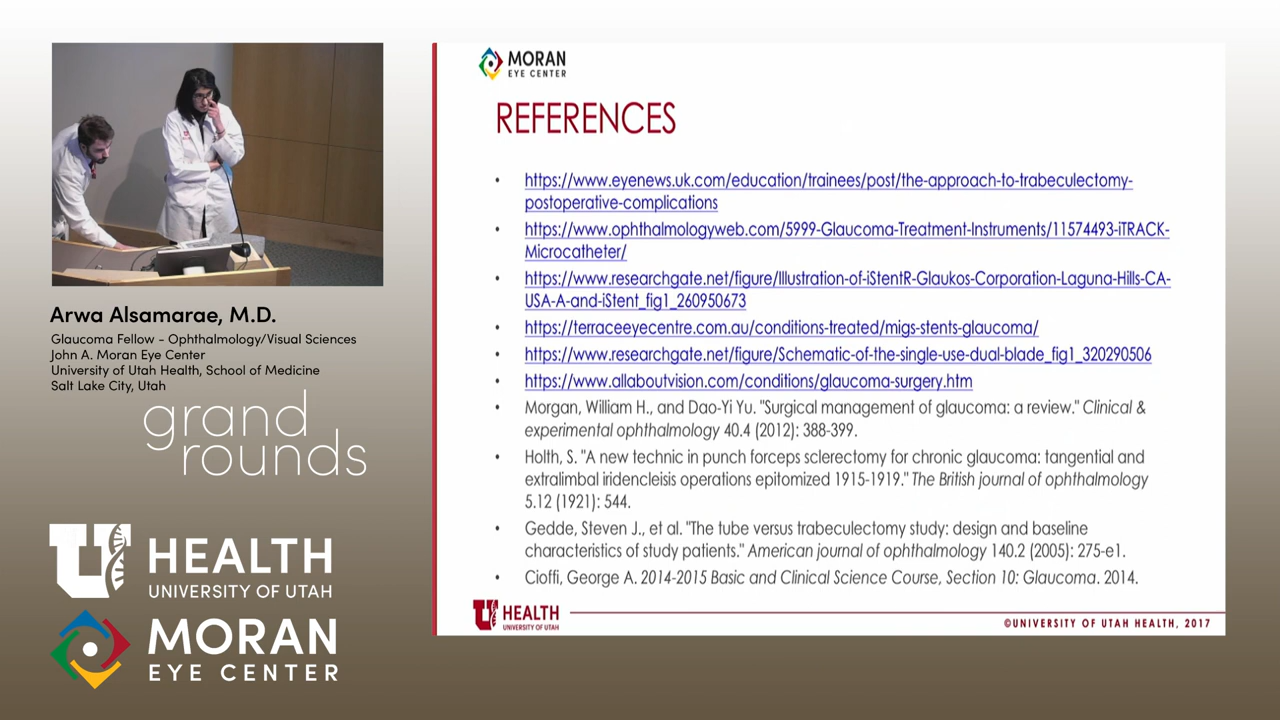 Arwa Alsamarae, M.D.
Glaucoma Fellow - Ophthalmology/Visual Sciences
John A. Moran Eye Center
University of Utah Health, School of Medicine
Salt Lake City, Utah
grand
rounds
U HEALTH
UNIVERSITY OF UTAH
MORAN
EYE CENTER
MORAN
EYE CENTER
REFERENCES
• https://www.eyenews.uk.com/education/trainees/post/the-approach-to-trabeculectomy-
postoperative-complications
• https://www.ophthalmologyweb.com/5999-Glaucoma-Treatment-Instruments/11574493-iTRACK-
Microcatheter/
• https://www.researchgate.net/figure/Illustration-of-iStentR-Glaukos-Corporation-Laguna-Hills-CA-
USA-A-and-iStent_fig1_260950673
• https://terraceeyecentre.com.au/conditions-treated/migs-stents-glaucoma/
• https://www.researchgate.net/figure/Schematic-of-the-single-use-dual-blade_fig1_320290506
• https://www.allaboutvision.com/conditions/glaucoma-surgery.htm
• Morgan, William H., and Dao-Yi Yu. "Surgical management of glaucoma: a review." Clinical &
experimental ophthalmology 40.4 (2012): 388-399.
• Holth, S. "A new technic in punch forceps sclerectomy for chronic glaucoma: tangential and
extralimbal iridencleisis operations epitomized 1915-1919." The British journal of ophthalmology
5.12 (1921): 544.
• Gedde, Steven J., et al. "The tube versus trabeculectomy study: design and baseline
characteristics of study patients." American journal of ophthalmology 140.2 (2005): 275-e1.
• Cioffi, George A. 2014-2015 Basic and Clinical Science Course, Section 10: Glaucoma. 2014.
U HEALTH
UNIVERSITY OF UTAH
©UNIVERSITY OF UTAH HEALTH, 2017